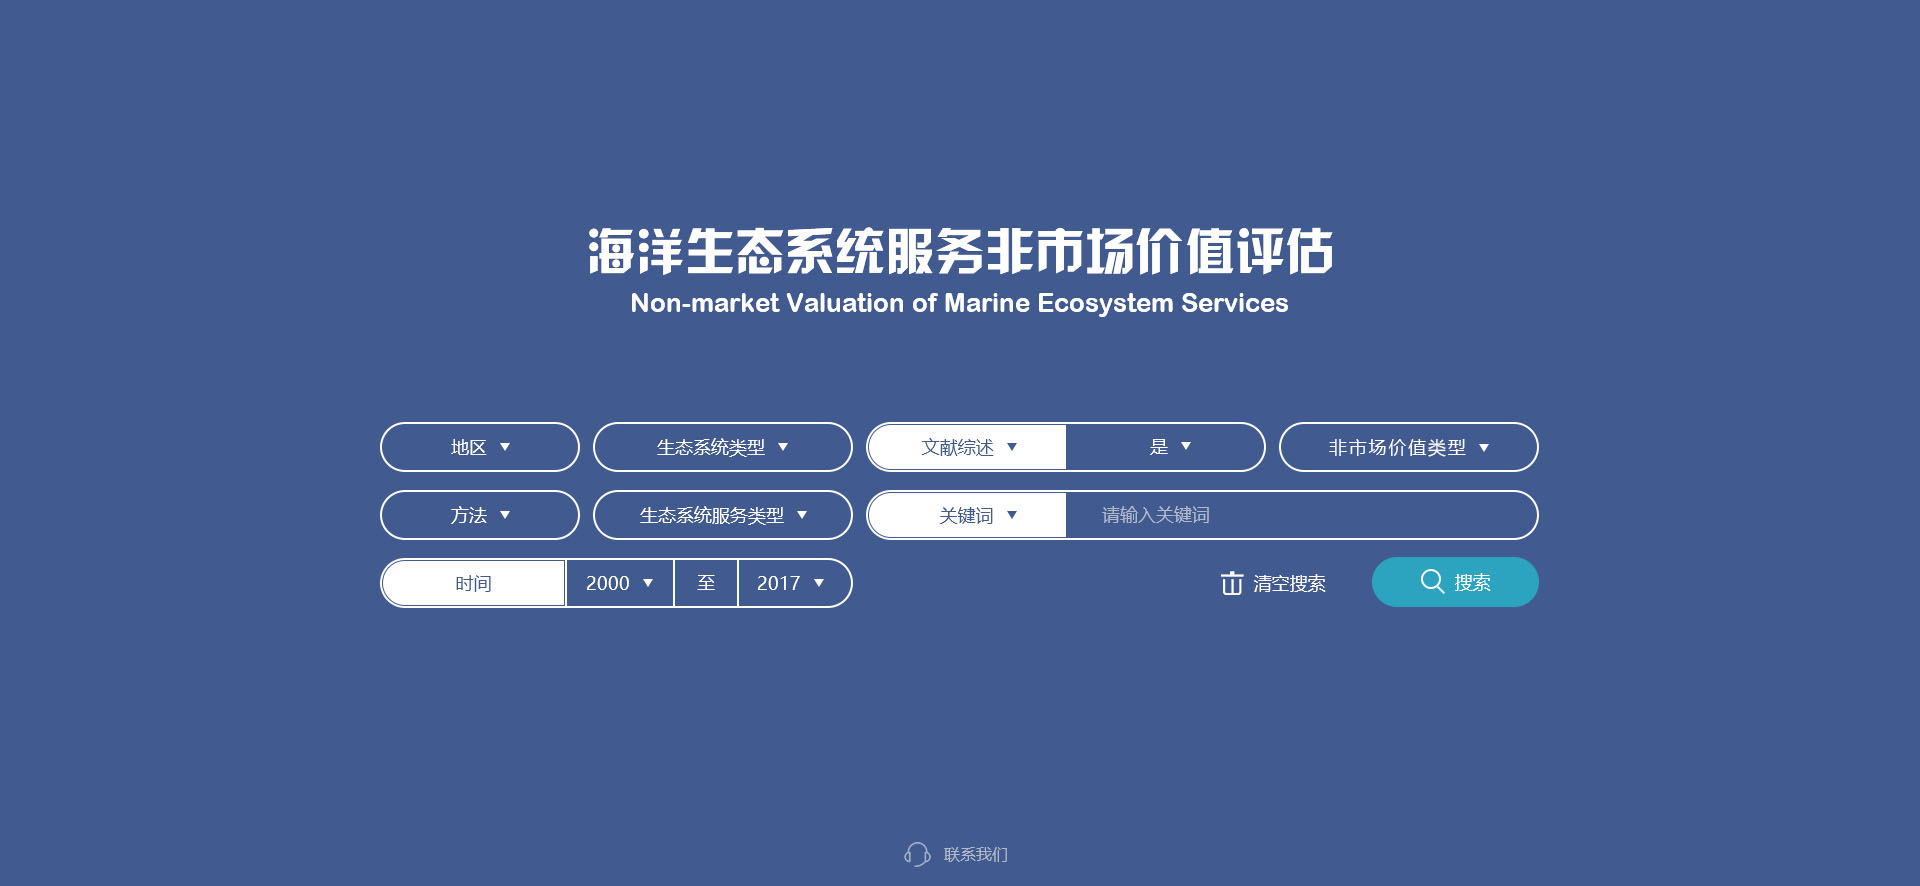 海洋生态系统服务非市场价值评估
Non-market Valuation of Marine Ecosystem Services
地区 生态系统类型 文献综述 是 非市场价值类型
方法 生态系统服务类型 关键词 请输入关键词
时间 2000 至 2017 清空搜索 搜索
联系我们